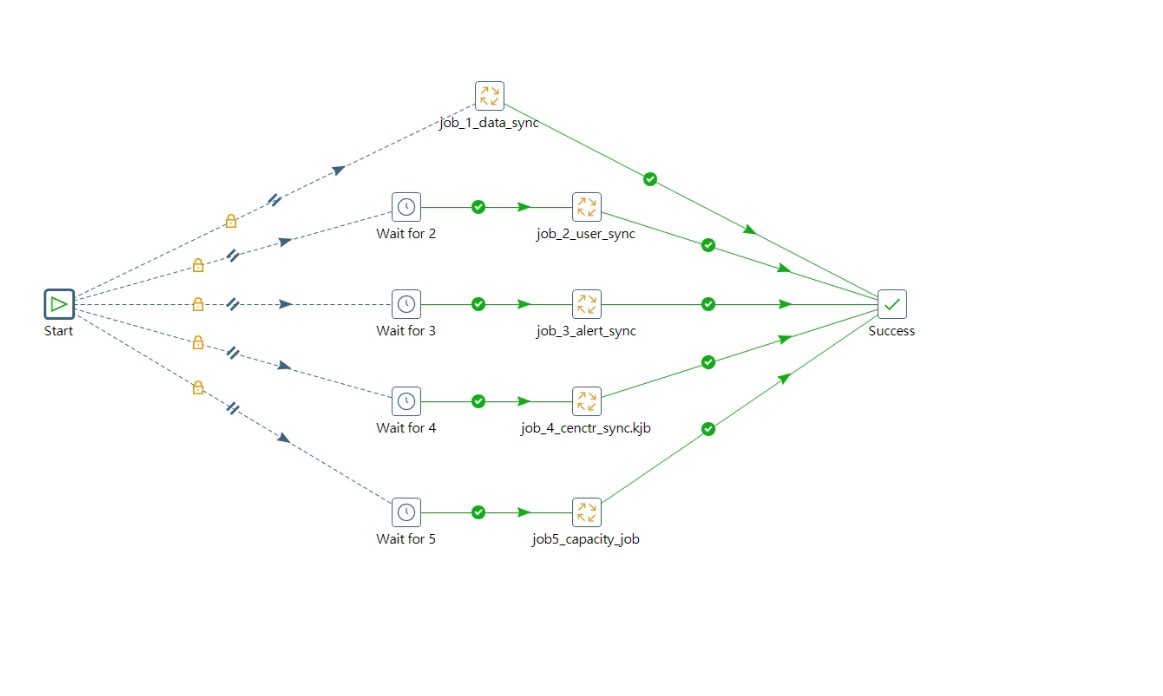 job_1_data_sync
Wait for 2
job_2_user_sync
Start
Wait for 3
job_3_alert_sync
Success
Wait for 4
job_4_cenctr_sync.kjb
Wait for 5
job5_capacity_job